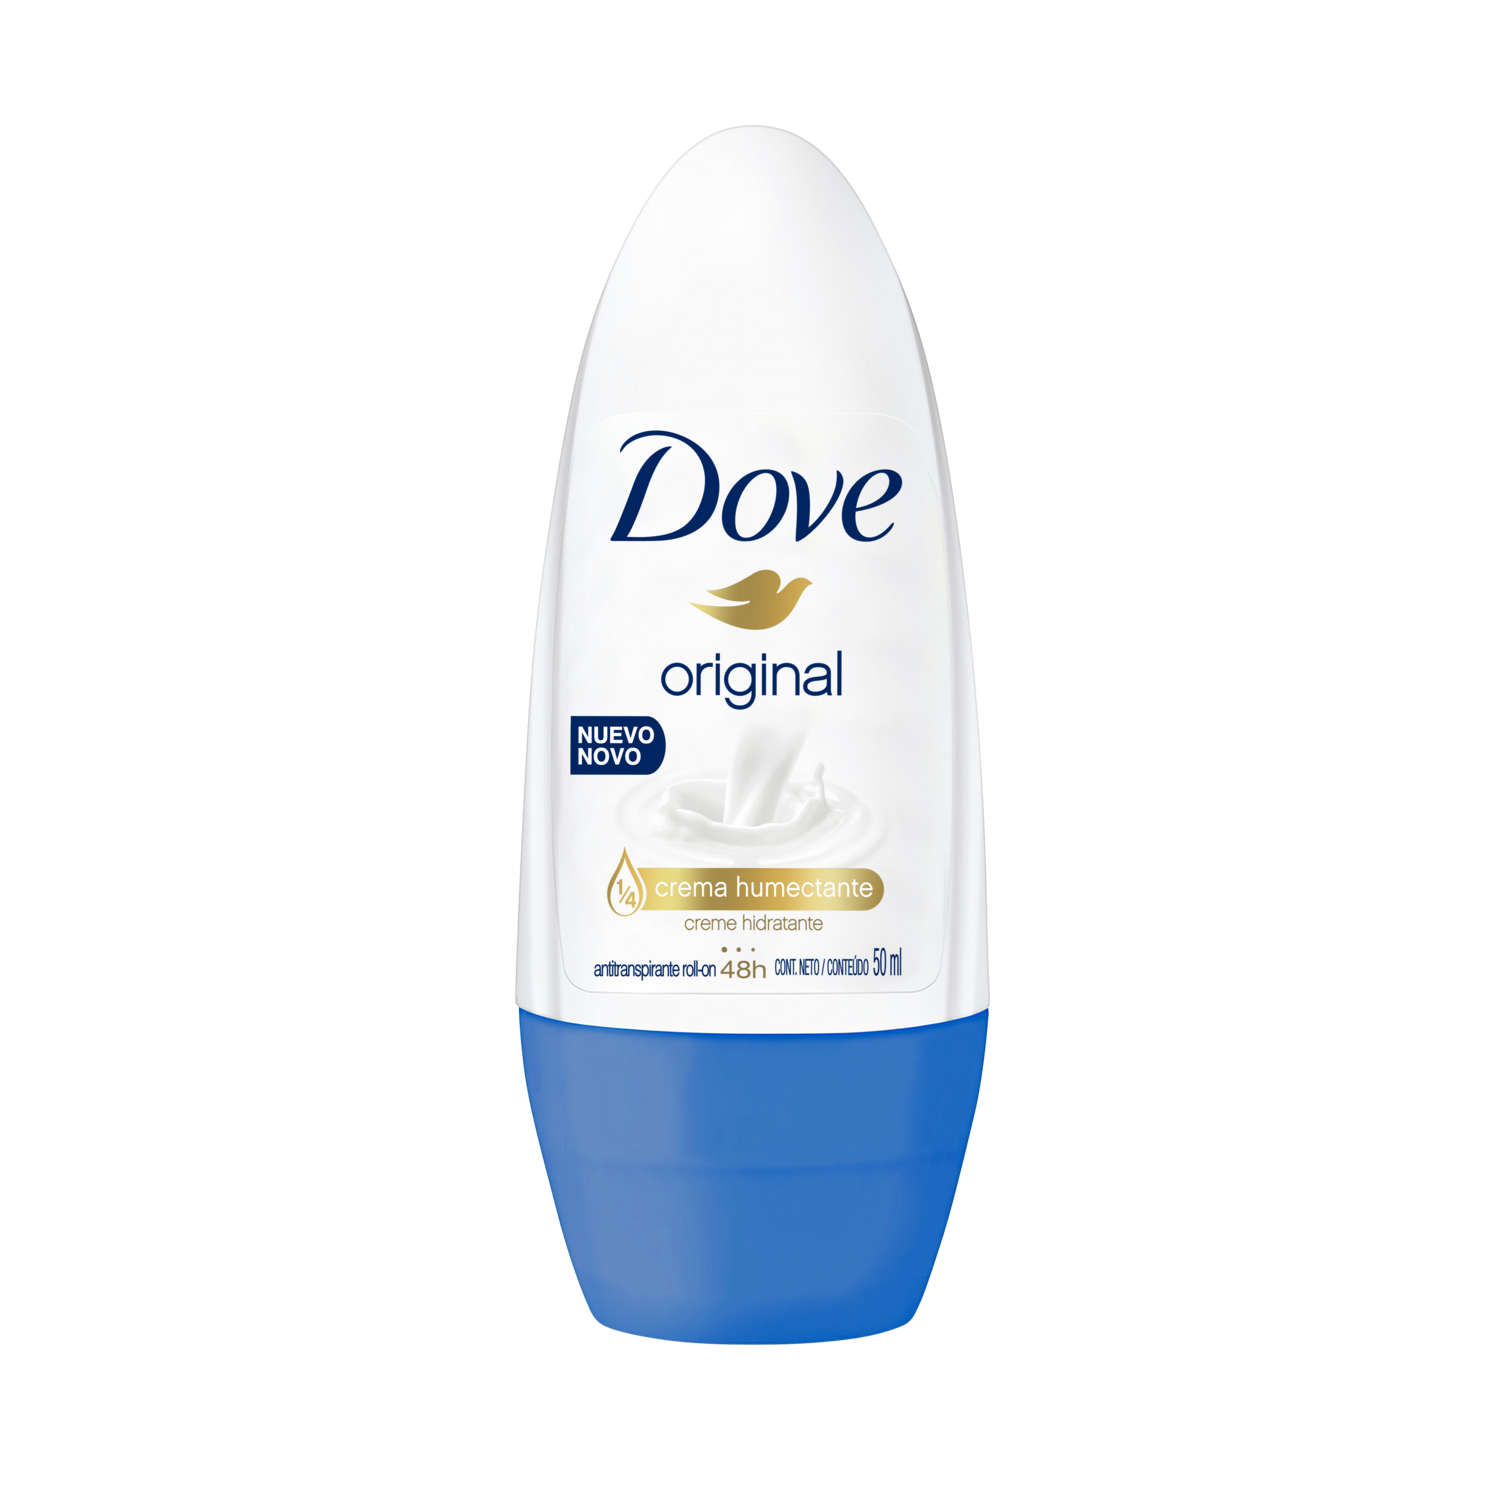 Dove
original
NUEVO
NOVO
1/4 crema humectante
creme hidratante
antitranspirante roll-on 48h CONT. NETO / CONTEÚDO 50 ml